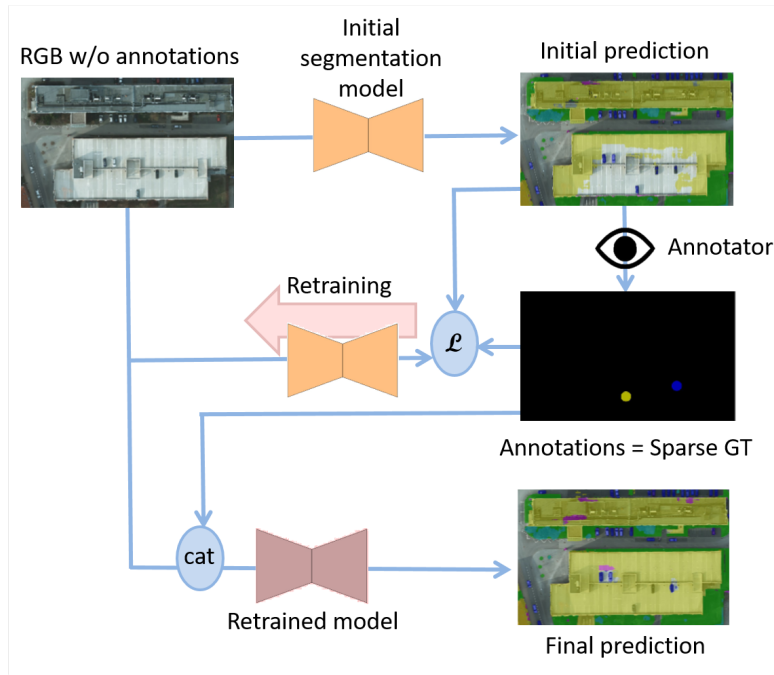 RGB w/o annotations
Initial
segmentation
model
Initial prediction
Annotator
Retraining
ℒ
Annotations = Sparse GT
cat
Retrained model
Final prediction